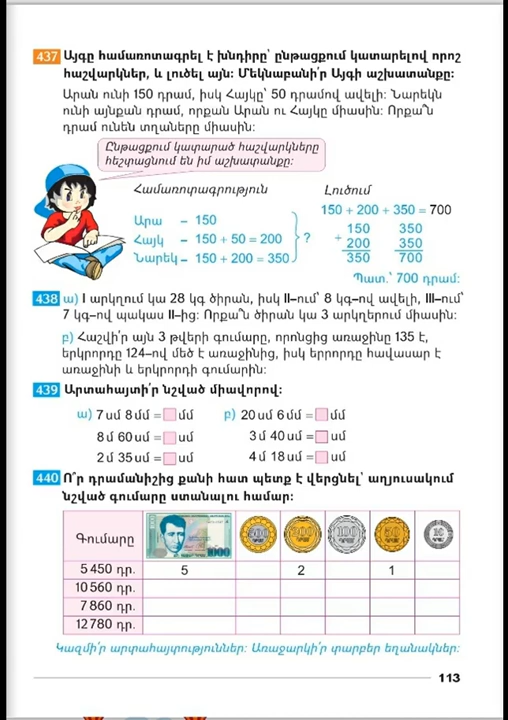 437 Այգը համառոտագրել է խնդիրը՝ ընթացքում կատարելով որոշ
հաշվարկներ, և լուծել այն: Մեկնաբանի՛ր Այգի աշխատանքը:
Արան ունի 150 դրամ, իսկ Հայկը՝ 50 դրամով ավելի: Նարեկն
ունի այնքան դրամ, որքան Արան ու Հայկը միասին: Որքա՞ն
դրամ ունեն տղաները միասին:
Ընթացքում կատարած հաշվարկները
հեշտացնում են իմ աշխատանքը:
Համառոտագրություն Լուծում
150 + 200 + 350 = 700
Արա – 150
Հայկ – 150 + 50 = 200
Նարեկ – 150 + 200 = 350
?
150 350
+ 200 350
350 700
Պատ.՝ 700 դրամ:
438 ա) I արկղում կա 28 կգ ծիրան, իսկ II–ում՝ 8 կգ–ով ավելի, III–ում՝
7 կգ–ով պակաս II–ից: Որքա՞ն ծիրան կա 3 արկղերում միասին:
բ) Հաշվի՛ր այն 3 թվերի գումարը, որոնցից առաջինը 135 է,
երկրորդը 124–ով մեծ է առաջինից, իսկ երրորդը հավասար է
առաջինի և երկրորդի գումարին:
439 Արտահայտի՛ր նշված միավորով:
ա) 7 սմ 8 մմ = մմ բ) 20 սմ 6 մմ = մմ
8 մ 60 սմ = սմ 3 մ 40 սմ = սմ
2 մ 35 սմ = սմ 4 մ 18 սմ = սմ
440 Ո՞ր դրամանիշից քանի հատ պետք է վերցնել՝ աղյուսակում
նշված գումարը ստանալու համար:
Գումարը 1000 500 200 100 50 10
5 450 դր. 5 2 1
10 560 դր.
7 860 դր.
12 780 դր.
Կազմի՛ր արտահայտություններ: Առաջարկի՛ր տարբեր եղանակներ:
113